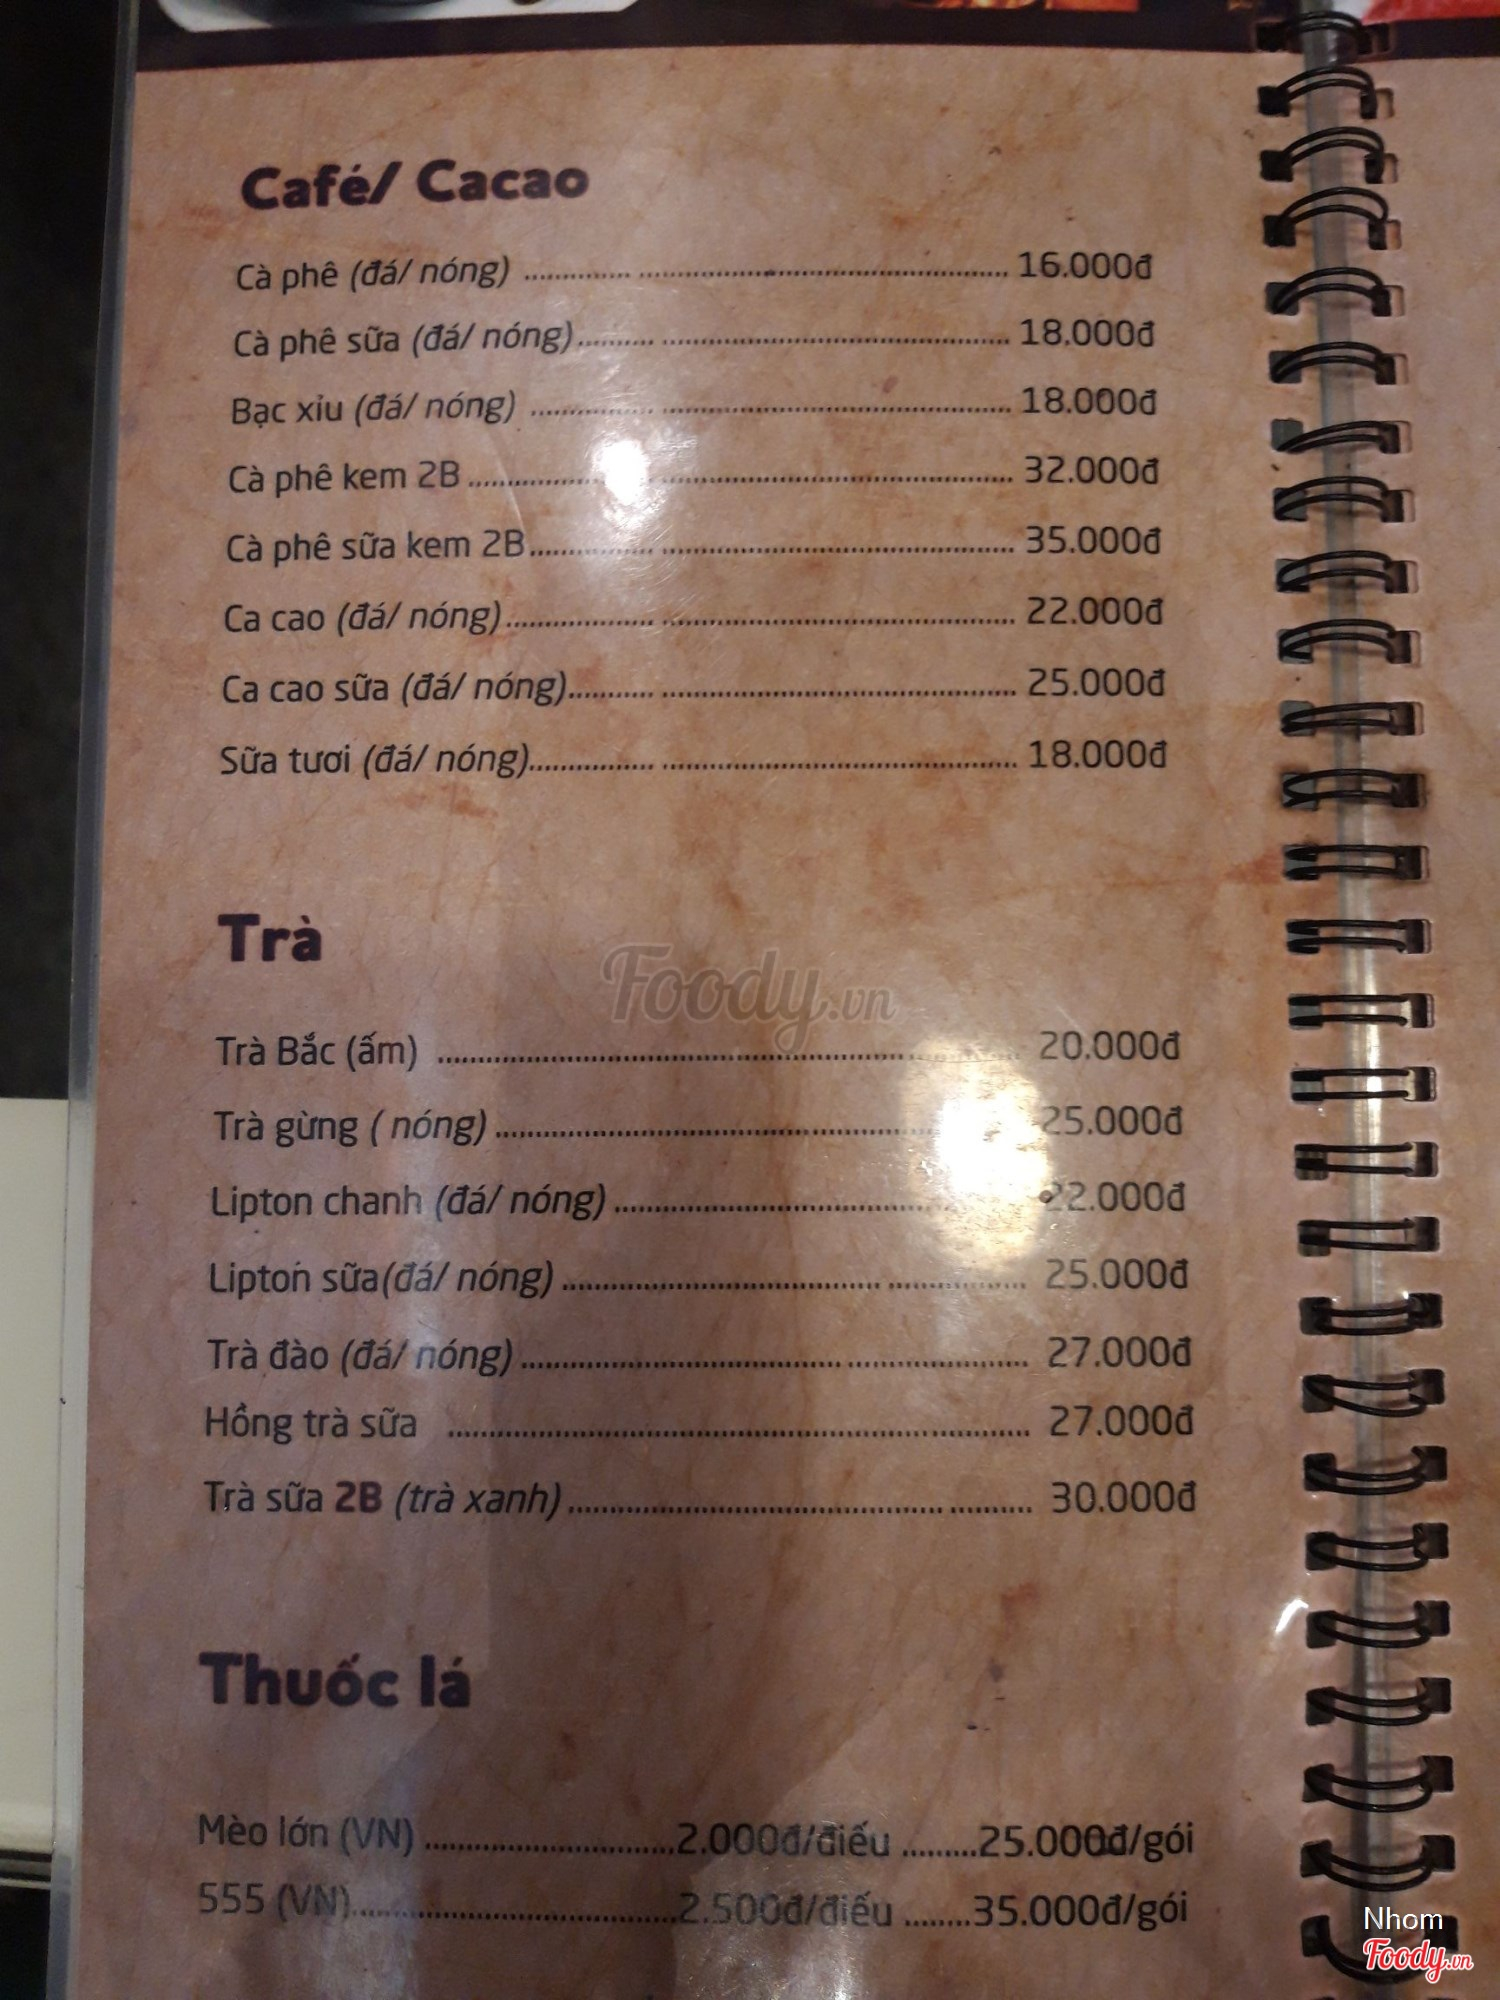 Café/ Cacao
Cà phê (đá/ nóng) ........................ 16.000đ
Cà phê sữa (đá/ nóng) ........................ 18.000đ
Bạc xỉu (đá/ nóng) ........................ 18.000đ
Cà phê kem 2B ........................ 32.000đ
Cà phê sữa kem 2B ........................ 35.000đ
Ca cao (đá/ nóng) ........................ 22.000đ
Ca cao sữa (đá/ nóng) ........................ 25.000đ
Sữa tươi (đá/ nóng) ........................ 18.000đ
Trà
Foody.vn
Trà Bắc (ấm) ........................ 20.000đ
Trà gừng ( nóng) ........................ 25.000đ
Lipton chanh (đá/ nóng) ........................ 22.000đ
Lipton sữa(đá/ nóng) ........................ 25.000đ
Trà đào (đá/ nóng) ........................ 27.000đ
Hồng trà sữa ........................ 27.000đ
Trà sữa 2B (trà xanh) ........................ 30.000đ
Thuốc lá
Mèo lớn (VN) ........................ 2.000đ/điếu ......... 25.000đ/gói
555 (VN) ........................ 2.500đ/điếu ........ 35.000đ/gói
Nhom
Foody.vn